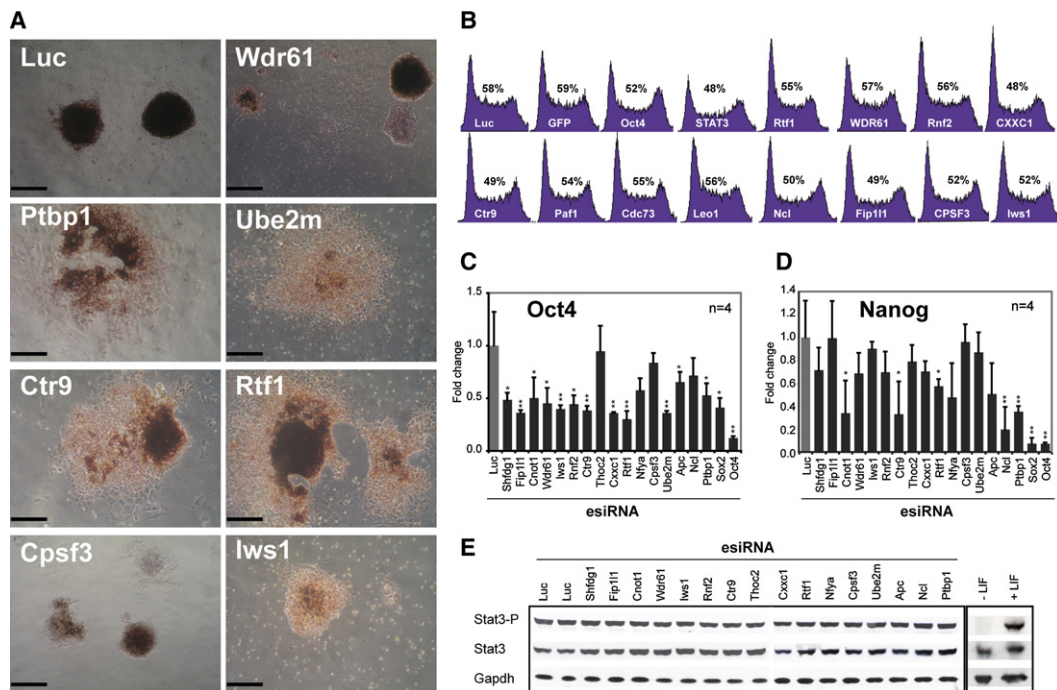 A
Luc
Wdr61
Ptbp1
Ube2m
Ctr9
Rtf1
Cpsf3
Iws1
B
58% 59% 52% 48% 55% 57% 56% 48%
Luc GFP Oct4 STAT3 Rtf1 WDR61 Rnf2 CXXC1
49% 54% 55% 56% 50% 49% 52% 52%
Ctr9 Paf1 Cdc73 Leo1 Ncl Fip1l1 CPSF3 Iws1
C
Oct4
n=4
Fold change
1.5
1.0
0.5
0.0
* ** * * ** * ** ** ** ** * * * **
Luc Shfdg1 Fip1l1 Cnot1 Wdr61 Iws1 Rnf2 Ctr9 Thoc2 Cxxc1 Rtf1 Nfya Cpsf3 Ube2m Apc Ncl Ptbp1 Sox2 Oct4
esiRNA
D
Nanog
n=4
Fold change
1.4
1.2
1.0
0.8
0.6
0.4
0.2
0.0
* * * ** ** ** **
Luc Shfdg1 Fip1l1 Cnot1 Wdr61 Iws1 Rnf2 Ctr9 Thoc2 Cxxc1 Rtf1 Nfya Cpsf3 Ube2m Apc Ncl Ptbp1 Sox2 Oct4
esiRNA
E
esiRNA
Luc Luc Shfdg1 Fip1l1 Cnot1 Wdr61 Iws1 Rnf2 Ctr9 Thoc2 Cxxc1 Rtf1 Nfya Cpsf3 Ube2m Apc Ncl Ptbp1 - LIF + LIF
Stat3-P
Stat3
Gapdh